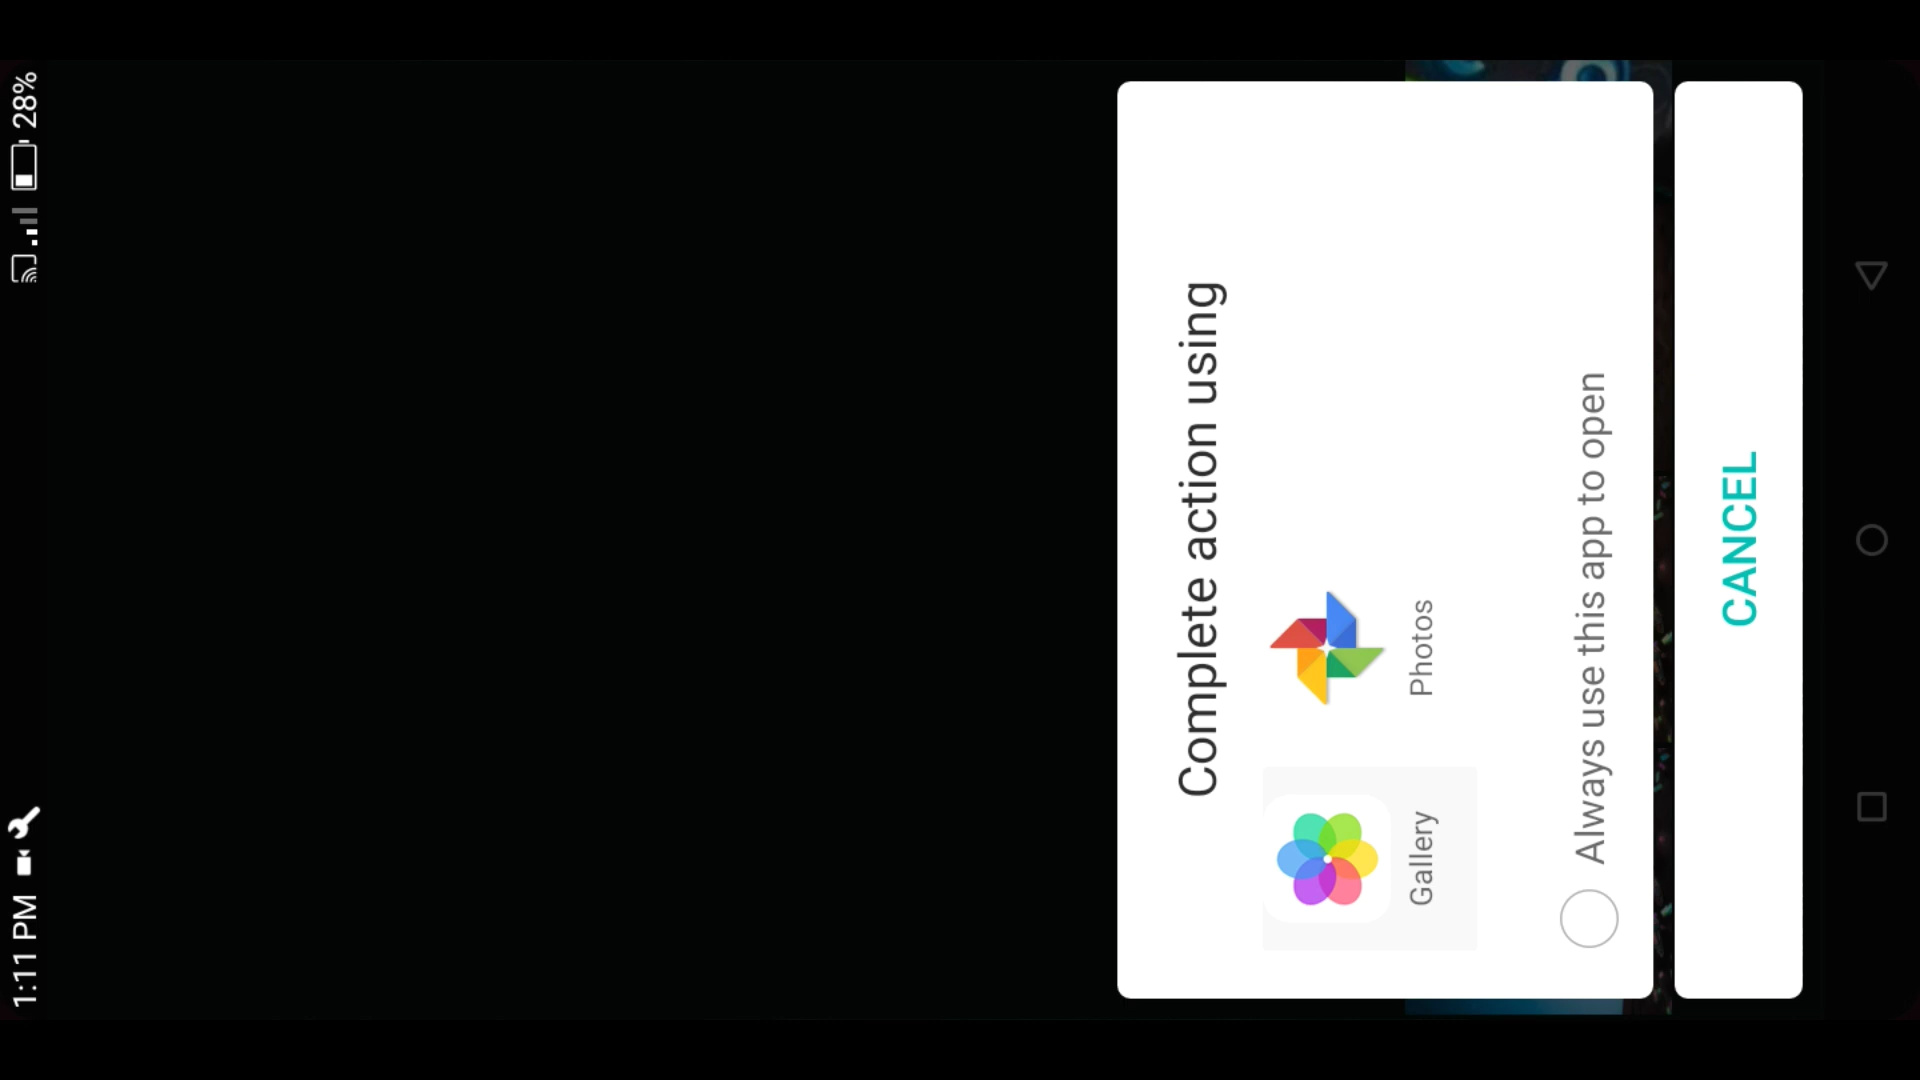 1:11 PM 28%
Complete action using
Gallery Photos
Always use this app to open
CANCEL